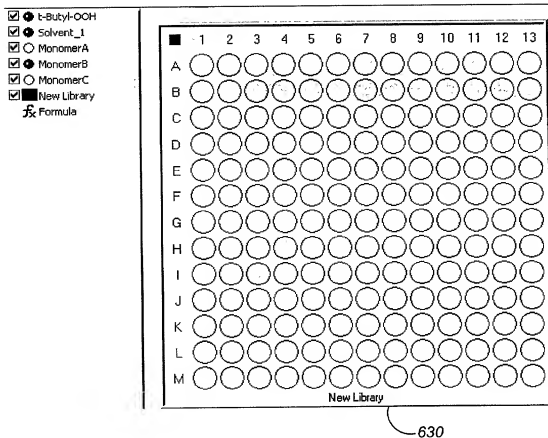 t-Butyl-OOH
Solvent_1
MonomerA
MonomerB
MonomerC
New Library
fx Formula
1 2 3 4 5 6 7 8 9 10 11 12 13
A
B
C
D
E
F
G
H
I
J
K
L
M
New Library
630